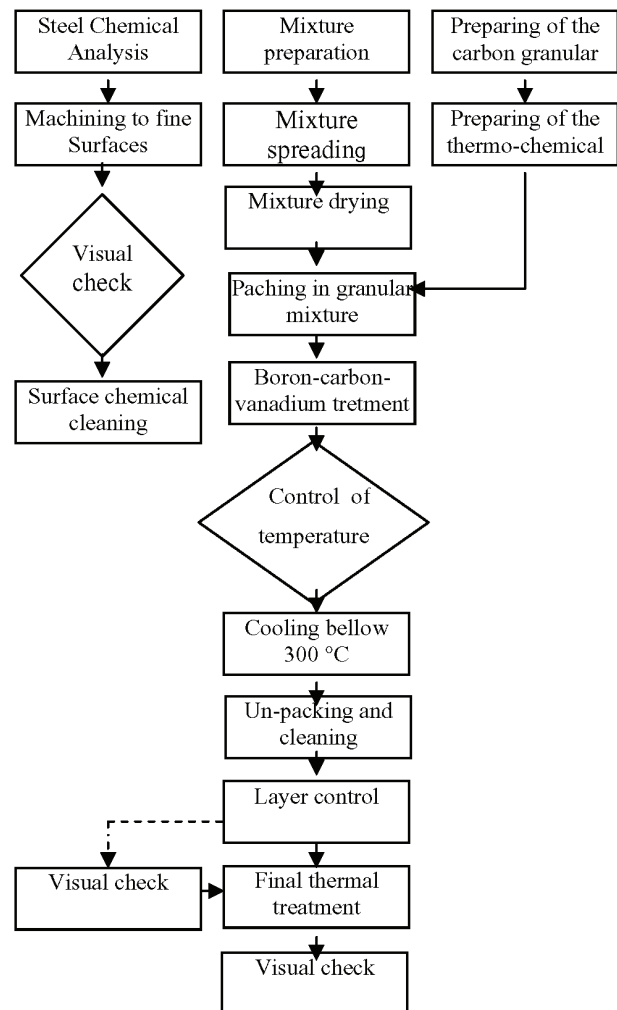 Steel Chemical
Analysis
Machining to fine
Surfaces
Visual
check
Surface chemical
cleaning
Mixture
preparation
Mixture
spreading
Mixture drying
Paching in granular
mixture
Boron-carbon-
vanadium tretment
Control of
temperature
Cooling bellow
300 °C
Un-packing and
cleaning
Layer control
Visual check
Final thermal
treatment
Visual check
Preparing of the
carbon granular
Preparing of the
thermo-chemical